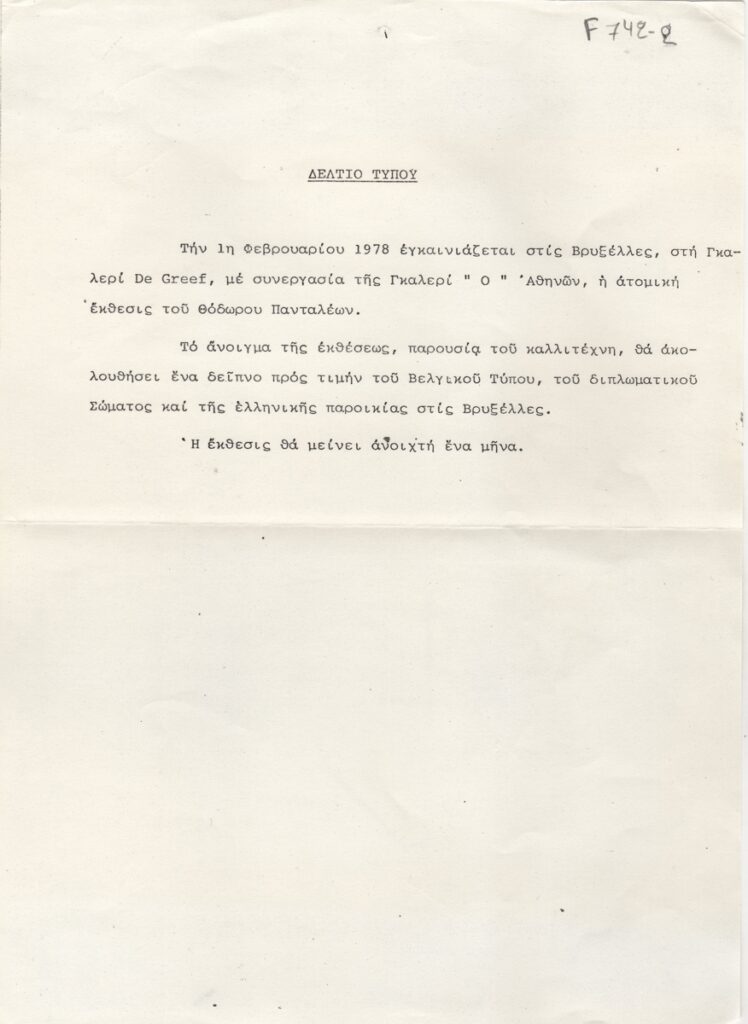 F 742-2
ΔΕΛΤΙΟ ΤΥΠΟΥ
Τήν 1η Φεβρουαρίου 1978 ἐγκαινιάζεται στίς Βρυξέλλες, στή Γκα-
λερί De Greef, μέ συνεργασία τῆς Γκαλερί " Ο " Ἀθηνῶν, ἡ ἀτομική
ἔκθεσις τοῦ Θόδωρου Πανταλέων.
Τό ἄνοιγμα τῆς ἐκθέσεως, παρουσίᾳ τοῦ καλλιτέχνη, θά ἀκο-
λουθήσει ἕνα δεῖπνο πρός τιμήν τοῦ Βελγικοῦ Τύπου, τοῦ διπλωματικοῦ
Σώματος καί τῆς ἑλληνικῆς παροικίας στίς Βρυξέλλες.
Ἡ ἔκθεσις θά μείνει ἀνοιχτή ἕνα μῆνα.